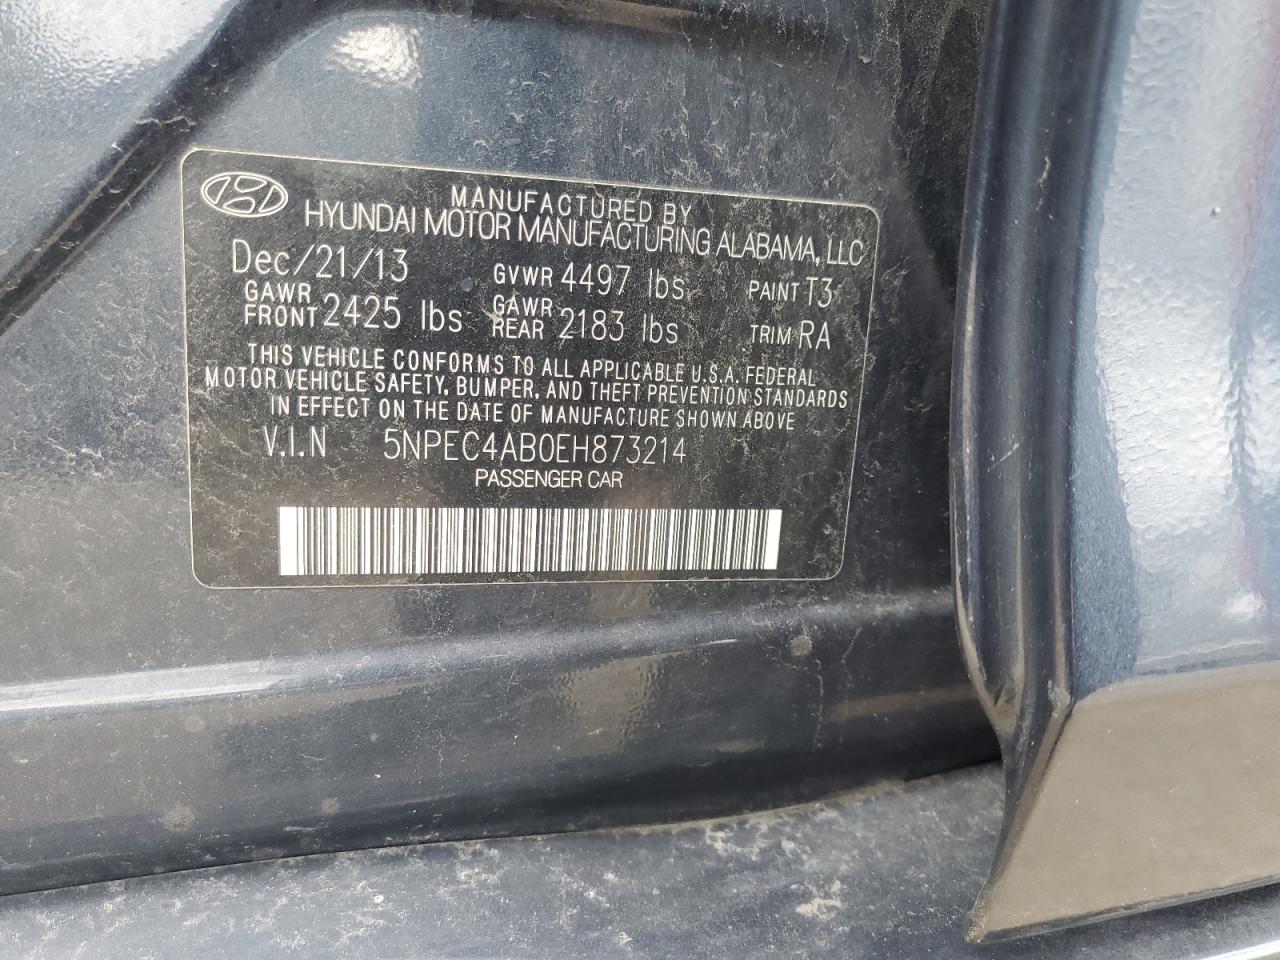 MANUFACTURED BY
HYUNDAI MOTOR MANUFACTURING ALABAMA, LLC
Dec/21/13 GVWR 4497 lbs PAINT T3
GAWR FRONT 2425 lbs GAWR REAR 2183 lbs TRIM RA
THIS VEHICLE CONFORMS TO ALL APPLICABLE U.S.A. FEDERAL
MOTOR VEHICLE SAFETY, BUMPER, AND THEFT PREVENTION STANDARDS
IN EFFECT ON THE DATE OF MANUFACTURE SHOWN ABOVE
V.I.N 5NPEC4AB0EH873214
PASSENGER CAR